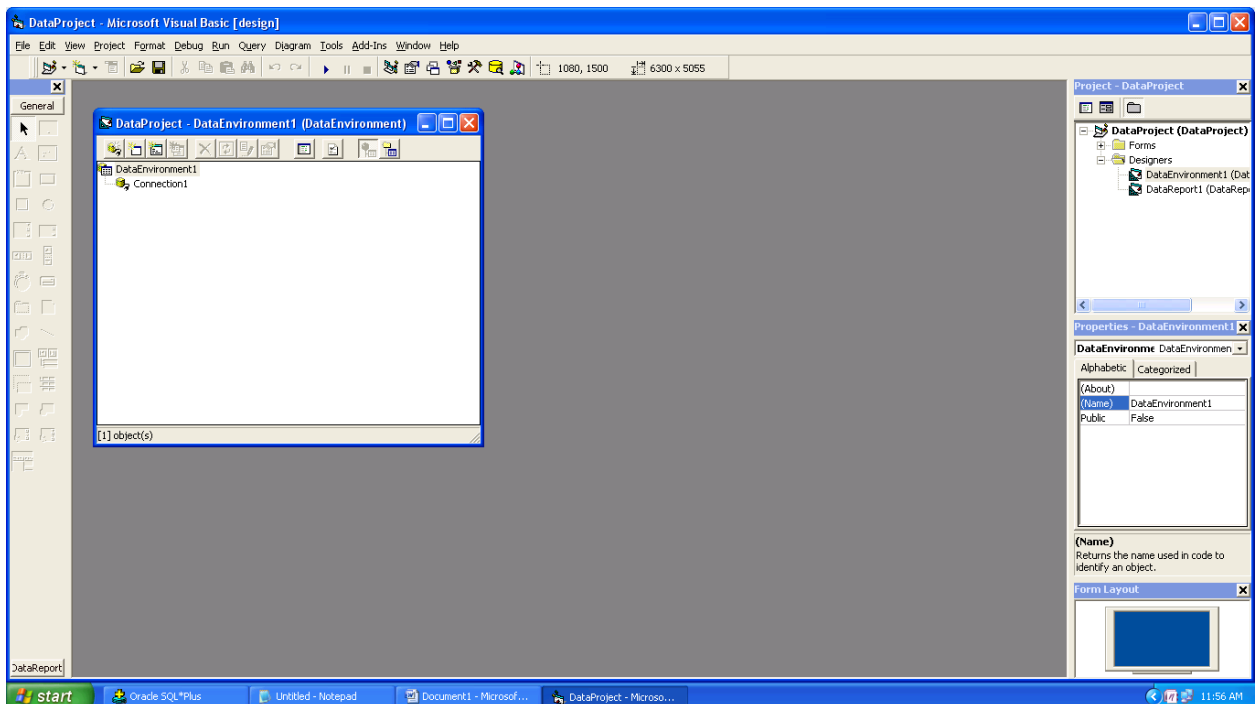 DataProject - Microsoft Visual Basic [design]
File Edit View Project Format Debug Run Query Diagram Tools Add-Ins Window Help
1080, 1500 6300 x 5055
General
DataReport
DataProject - DataEnvironment1 (DataEnvironment)
DataEnvironment1
Connection1
[1] object(s)
Project - DataProject
DataProject (DataProject)
Forms
Designers
DataEnvironment1 (Dat
DataReport1 (DataRep
Properties - DataEnvironment1
DataEnvironme DataEnvironmen
Alphabetic Categorized
(About)
(Name) DataEnvironment1
Public False
(Name)
Returns the name used in code to
identify an object.
Form Layout
start Oracle SQL*Plus Untitled - Notepad Document1 - Microsof... DataProject - Microso... 11:56 AM